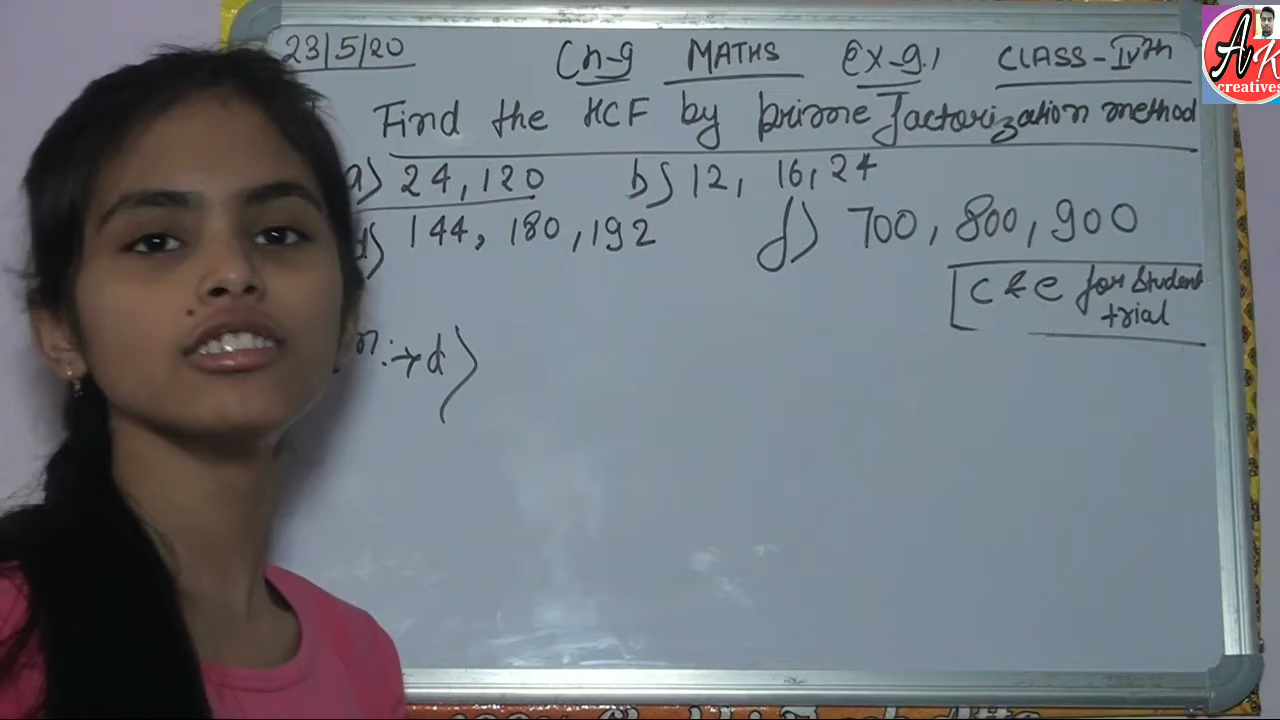 23/5/20 Ch-9 MATHS Ex-9.1 CLASS-IVth
Find the HCF by prime factorization method
a) 24, 120 b) 12, 16, 24
d) 144, 180, 192 f) 700, 800, 900
c & e for student
trial
n. → d)
AK
creatives